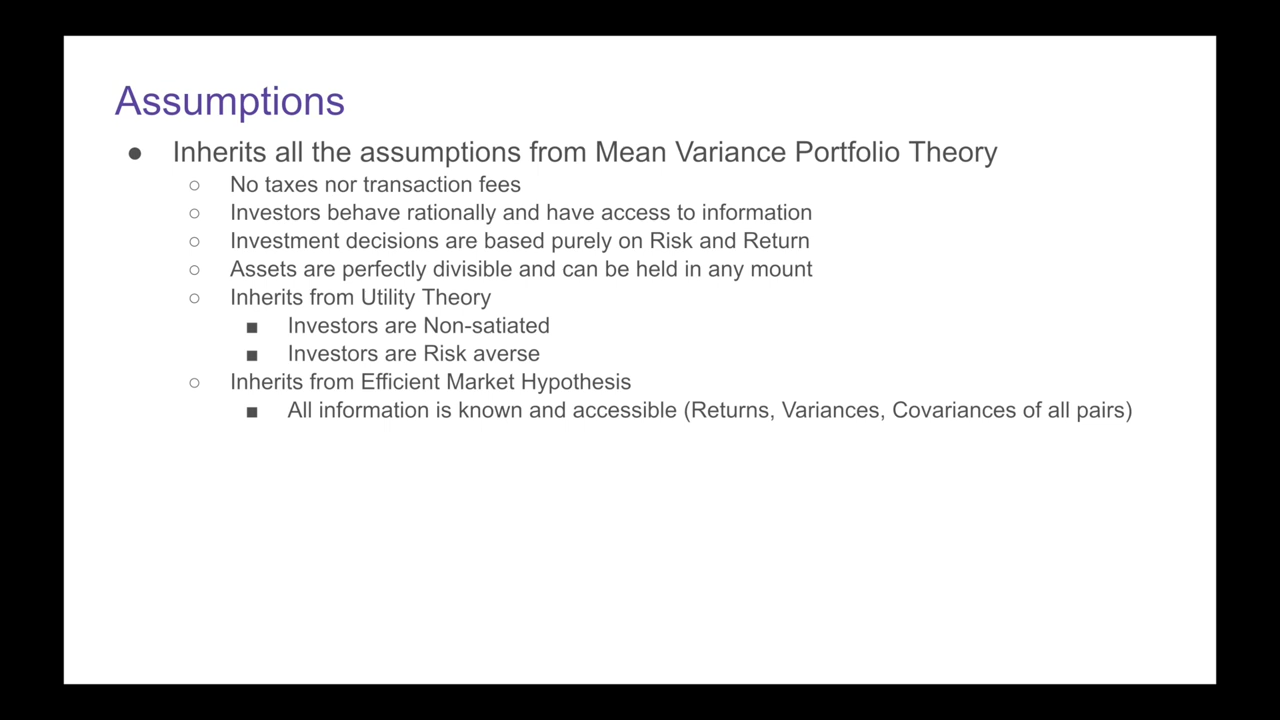 Assumptions
● Inherits all the assumptions from Mean Variance Portfolio Theory
○ No taxes nor transaction fees
○ Investors behave rationally and have access to information
○ Investment decisions are based purely on Risk and Return
○ Assets are perfectly divisible and can be held in any mount
○ Inherits from Utility Theory
■ Investors are Non-satiated
■ Investors are Risk averse
○ Inherits from Efficient Market Hypothesis
■ All information is known and accessible (Returns, Variances, Covariances of all pairs)